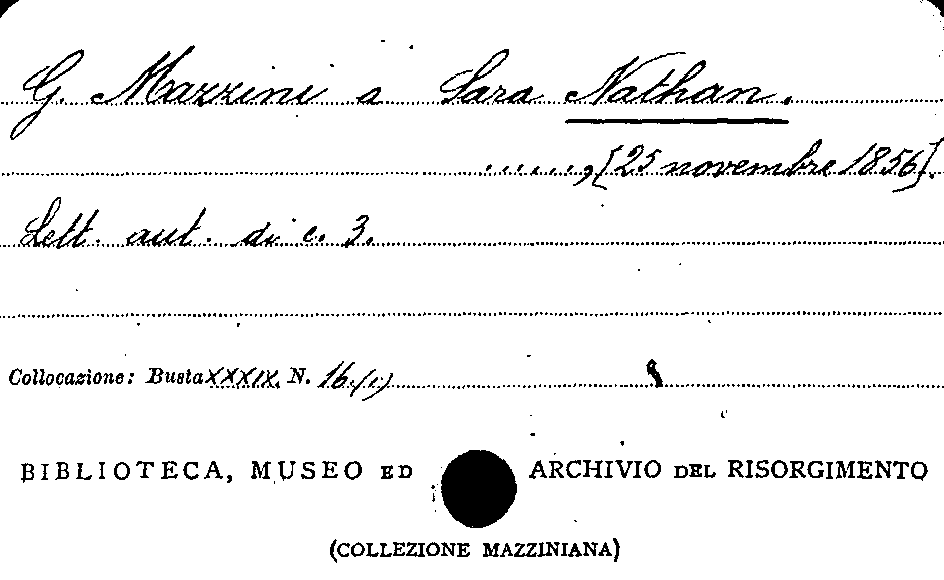 G. Mazzini a Sara Nathan.
......, [25 novembre 1856].
Lett. aut. di c. 3.
Collocazione: Busta XXXIX. N. 16.(1)
BIBLIOTECA, MUSEO ED ARCHIVIO DEL RISORGIMENTO
(COLLEZIONE MAZZINIANA)